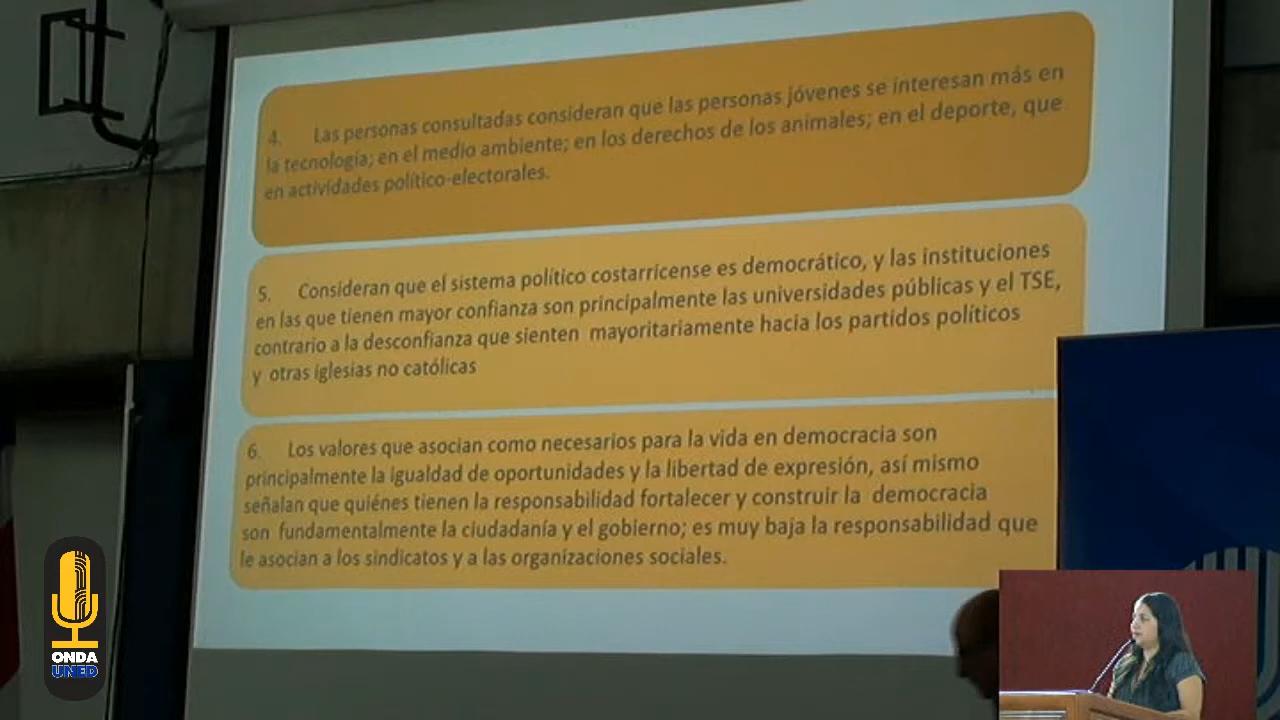 4. Las personas consultadas consideran que las personas jóvenes se interesan más en
la tecnología; en el medio ambiente; en los derechos de los animales; en el deporte, que
en actividades político-electorales.
5. Consideran que el sistema político costarricense es democrático, y las instituciones
en las que tienen mayor confianza son principalmente las universidades públicas y el TSE,
contrario a la desconfianza que sienten mayoritariamente hacia los partidos políticos
y otras iglesias no católicas
6. Los valores que asocian como necesarios para la vida en democracia son
principalmente la igualdad de oportunidades y la libertad de expresión, así mismo
señalan que quiénes tienen la responsabilidad fortalecer y construir la democracia
son fundamentalmente la ciudadanía y el gobierno; es muy baja la responsabilidad que
le asocian a los sindicatos y a las organizaciones sociales.
ONDA
UNED